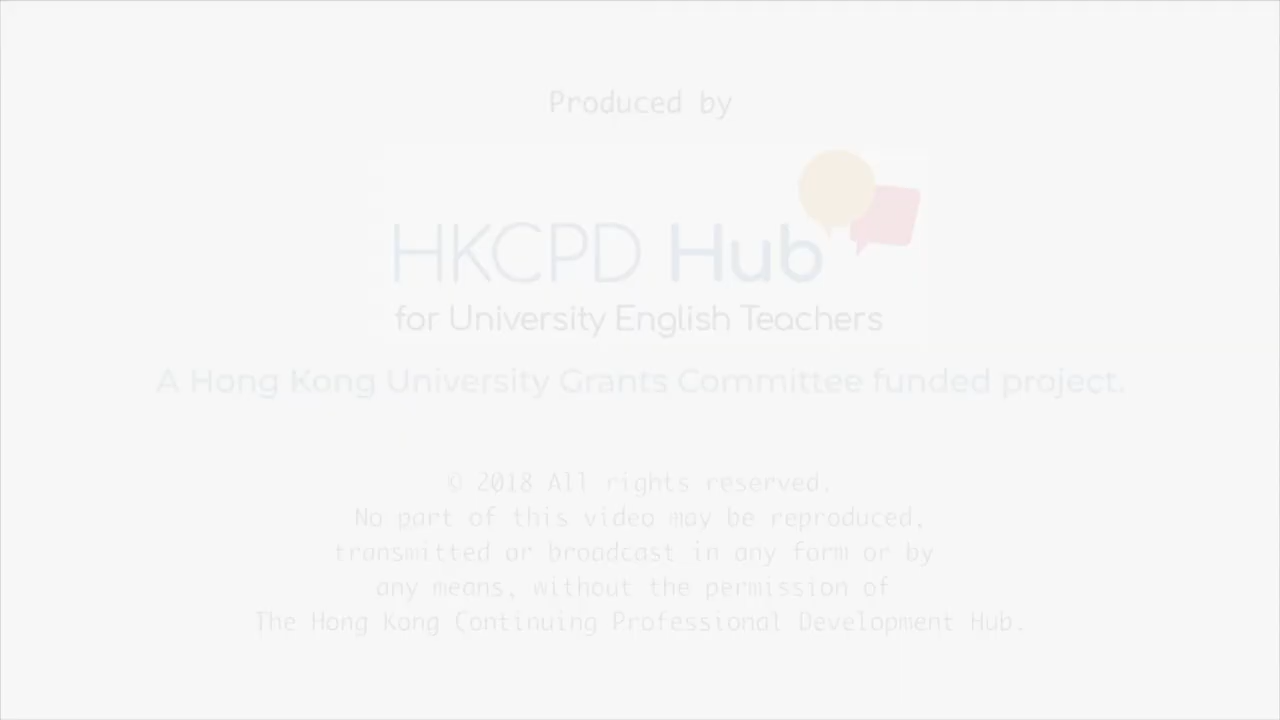 Produced by
HKCPD Hub
for University English Teachers
A Hong Kong University Grants Committee funded project.
© 2018 All rights reserved.
No part of this video may be reproduced,
transmitted or broadcast in any form or by
any means, without the permission of
The Hong Kong Continuing Professional Development Hub.